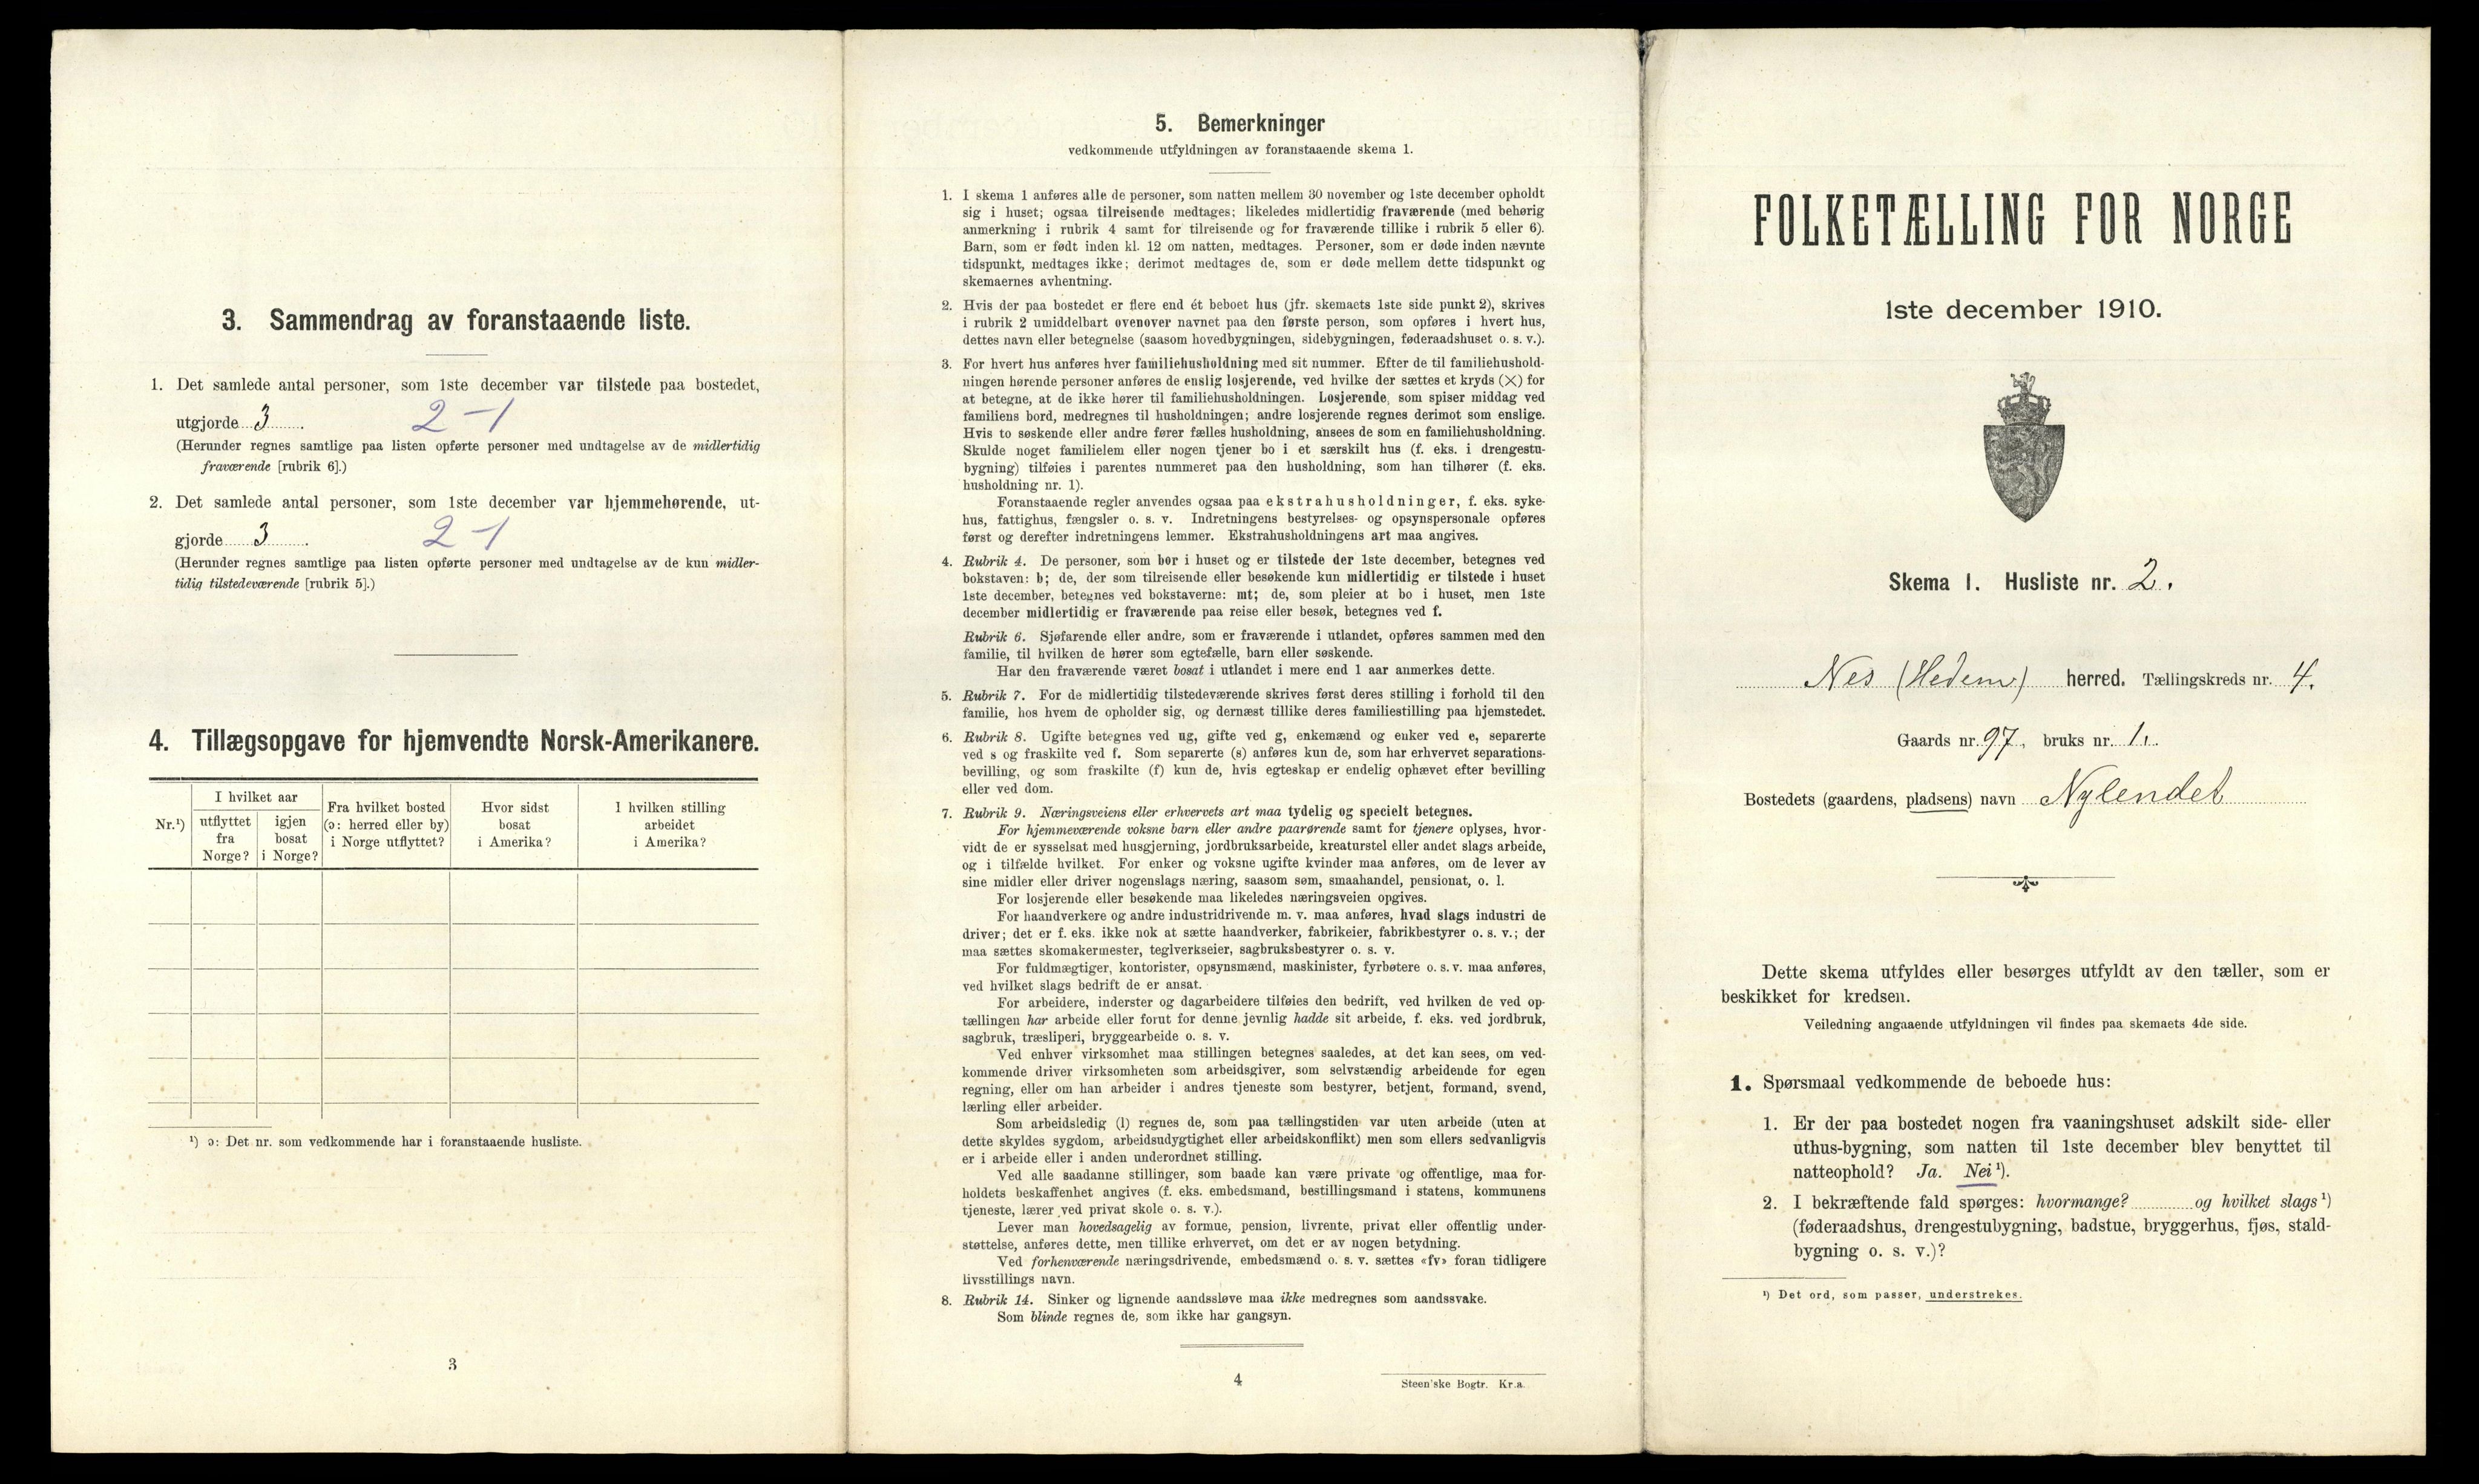 3. Sammendrag av foranstaaende liste.
1. Det samlede antal personer, som 1ste december var tilstede paa bostedet,
utgjorde 3. 2-1
(Herunder regnes samtlige paa listen opførte personer med undtagelse av de midlertidig
fraværende [rubrik 6].)
2. Det samlede antal personer, som 1ste december var hjemmehørende, ut-
gjorde 3. 2-1
(Herunder regnes samtlige paa listen opførte personer med undtagelse av de kun midler-
tidig tilstedeværende [rubrik 5].)
4. Tillægsopgave for hjemvendte Norsk-Amerikanere.
Nr.¹)
I hvilket aar
utflyttet
fra
Norge?
igjen
bosat
i Norge?
Fra hvilket bosted
(ɔ: herred eller by)
i Norge utflyttet?
Hvor sidst
bosat
i Amerika?
I hvilken stilling
arbeidet
i Amerika?
¹) ɔ: Det nr. som vedkommende har i foranstaaende husliste.
3
5. Bemerkninger
vedkommende utfyldningen av foranstaaende skema 1.
1. I skema 1 anføres alle de personer, som natten mellem 30 november og 1ste december opholdt
sig i huset; ogsaa tilreisende medtages; likeledes midlertidig fraværende (med behørig
anmerkning i rubrik 4 samt for tilreisende og for fraværende tillike i rubrik 5 eller 6).
Barn, som er født inden kl. 12 om natten, medtages. Personer, som er døde inden nævnte
tidspunkt, medtages ikke; derimot medtages de, som er døde mellem dette tidspunkt og
skemaernes avhentning.
2. Hvis der paa bostedet er flere end ét beboet hus (jfr. skemaets 1ste side punkt 2), skrives
i rubrik 2 umiddelbart ovenover navnet paa den første person, som opføres i hvert hus,
dettes navn eller betegnelse (saasom hovedbygningen, sidebygningen, føderaadshuset o. s. v.).
3. For hvert hus anføres hver familiehusholdning med sit nummer. Efter de til familiehushold-
ningen hørende personer anføres de enslig losjerende, ved hvilke der sættes et kryds (×) for
at betegne, at de ikke hører til familiehusholdningen. Losjerende, som spiser middag ved
familiens bord, medregnes til husholdningen; andre losjerende regnes derimot som enslige.
Hvis to søskende eller andre fører fælles husholdning, ansees de som en familiehusholdning.
Skulde noget familielem eller nogen tjener bo i et særskilt hus (f. eks. i drengestu-
bygning) tilføies i parentes nummeret paa den husholdning, som han tilhører (f. eks.
husholdning nr. 1).
Foranstaaende regler anvendes ogsaa paa ekstrahusholdninger, f. eks. syke-
hus, fattighus, fængsler o. s. v. Indretningens bestyrelses- og opsynspersonale opføres
først og derefter indretningens lemmer. Ekstrahusholdningens art maa angives.
4. Rubrik 4. De personer, som bor i huset og er tilstede der 1ste december, betegnes ved
bokstaven: b; de, der som tilreisende eller besøkende kun midlertidig er tilstede i huset
1ste december, betegnes ved bokstaverne: mt; de, som pleier at bo i huset, men 1ste
december midlertidig er fraværende paa reise eller besøk, betegnes ved f.
Rubrik 6. Sjøfarende eller andre, som er fraværende i utlandet, opføres sammen med den
familie, til hvilken de hører som egtefælle, barn eller søskende.
Har den fraværende været bosat i utlandet i mere end 1 aar anmerkes dette.
5. Rubrik 7. For de midlertidig tilstedeværende skrives først deres stilling i forhold til den
familie, hos hvem de opholder sig, og dernæst tillike deres familiestilling paa hjemstedet.
6. Rubrik 8. Ugifte betegnes ved ug, gifte ved g, enkemænd og enker ved e, separerte
ved s og fraskilte ved f. Som separerte (s) anføres kun de, som har erhvervet separations-
bevilling, og som fraskilte (f) kun de, hvis egteskap er endelig ophævet efter bevilling
eller ved dom.
7. Rubrik 9. Næringsveiens eller erhvervets art maa tydelig og specielt betegnes.
For hjemmeværende voksne barn eller andre paarørende samt for tjenere oplyses, hvor-
vidt de er sysselsat med husgjerning, jordbruksarbeide, kreaturstel eller andet slags arbeide,
og i tilfælde hvilket. For enker og voksne ugifte kvinder maa anføres, om de lever av
sine midler eller driver nogenslags næring, saasom søm, smaahandel, pensionat, o. l.
For losjerende eller besøkende maa likeledes næringsveien opgives.
For haandverkere og andre industridrivende m. v. maa anføres, hvad slags industri de
driver; det er f. eks. ikke nok at sætte haandverker, fabrikeier, fabrikbestyrer o. s. v.; der
maa sættes skomakermester, teglverkseier, sagbruksbestyrer o. s. v.
For fuldmægtiger, kontorister, opsynsmænd, maskinister, fyrbøtere o. s. v. maa anføres,
ved hvilket slags bedrift de er ansat.
For arbeidere, inderster og dagarbeidere tilføies den bedrift, ved hvilken de ved op-
tællingen har arbeide eller forut for denne jevnlig hadde sit arbeide, f. eks. ved jordbruk,
sagbruk, træsliperi, bryggearbeide o. s. v.
Ved enhver virksomhet maa stillingen betegnes saaledes, at det kan sees, om ved-
kommende driver virksomheten som arbeidsgiver, som selvstændig arbeidende for egen
regning, eller om han arbeider i andres tjeneste som bestyrer, betjent, formand, svend,
lærling eller arbeider.
Som arbeidsledig (l) regnes de, som paa tællingstiden var uten arbeide (uten at
dette skyldes sygdom, arbeidsudygtighet eller arbeidskonflikt) men som ellers sedvanligvis
er i arbeide eller i anden underordnet stilling.
Ved alle saadanne stillinger, som baade kan være private og offentlige, maa for-
holdets beskaffenhet angives (f. eks. embedsmand, bestillingsmand i statens, kommunens
tjeneste, lærer ved privat skole o. s. v.).
Lever man hovedsagelig av formue, pension, livrente, privat eller offentlig under-
støttelse, anføres dette, men tillike erhvervet, om det er av nogen betydning.
Ved forhenværende næringsdrivende, embedsmænd o. s. v. sættes «fv» foran tidligere
livsstillings navn.
8. Rubrik 14. Sinker og lignende aandssløve maa ikke medregnes som aandssvake.
Som blinde regnes de, som ikke har gangsyn.
4
Steen'ske Bogtr. Kr.a.
FOLKETÆLLING FOR NORGE
1ste december 1910.
Skema 1. Husliste nr. 2.
Nes (Hedem) herred. Tællingskreds nr. 4.
Gaards nr. 97, bruks nr. 1.
Bostedets (gaardens, pladsens) navn Nylendet
Dette skema utfyldes eller besørges utfyldt av den tæller, som er
beskikket for kredsen.
Veiledning angaaende utfyldningen vil findes paa skemaets 4de side.
1. Spørsmaal vedkommende de beboede hus:
1. Er der paa bostedet nogen fra vaaningshuset adskilt side- eller
uthus-bygning, som natten til 1ste december blev benyttet til
natteophold? Ja. Nei¹).
2. I bekræftende fald spørges: hvormange? og hvilket slags¹)
(føderaadshus, drengestubygning, badstue, bryggerhus, fjøs, stald-
bygning o. s. v.)?
¹) Det ord, som passer, understrekes.